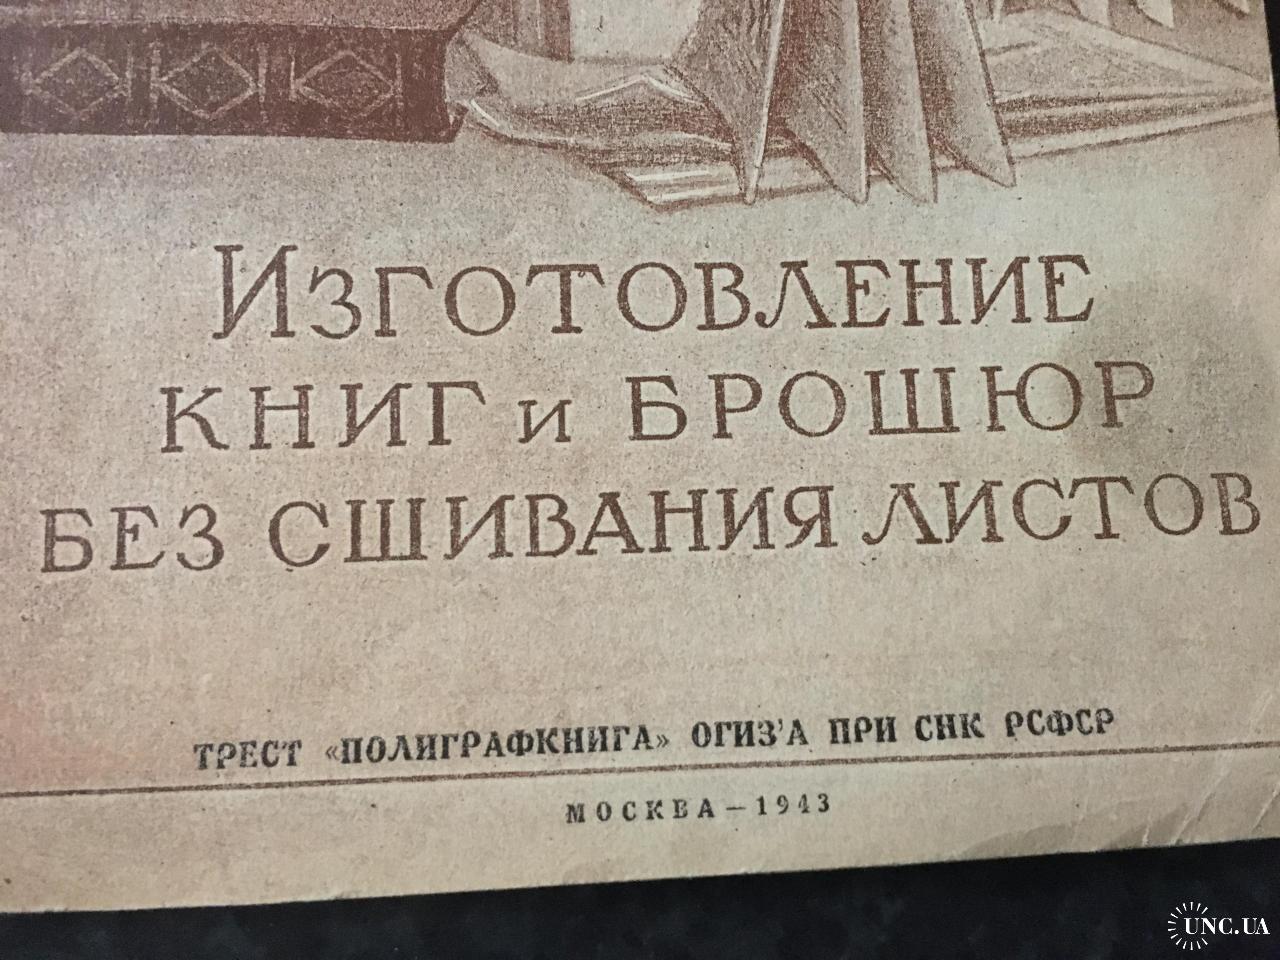 Изготовление
книг и брошюр
без сшивания листов
ТРЕСТ «ПОЛИГРАФКНИГА» ОГИЗ'А ПРИ СНК РСФСР
МОСКВА — 1943
UNC.UA